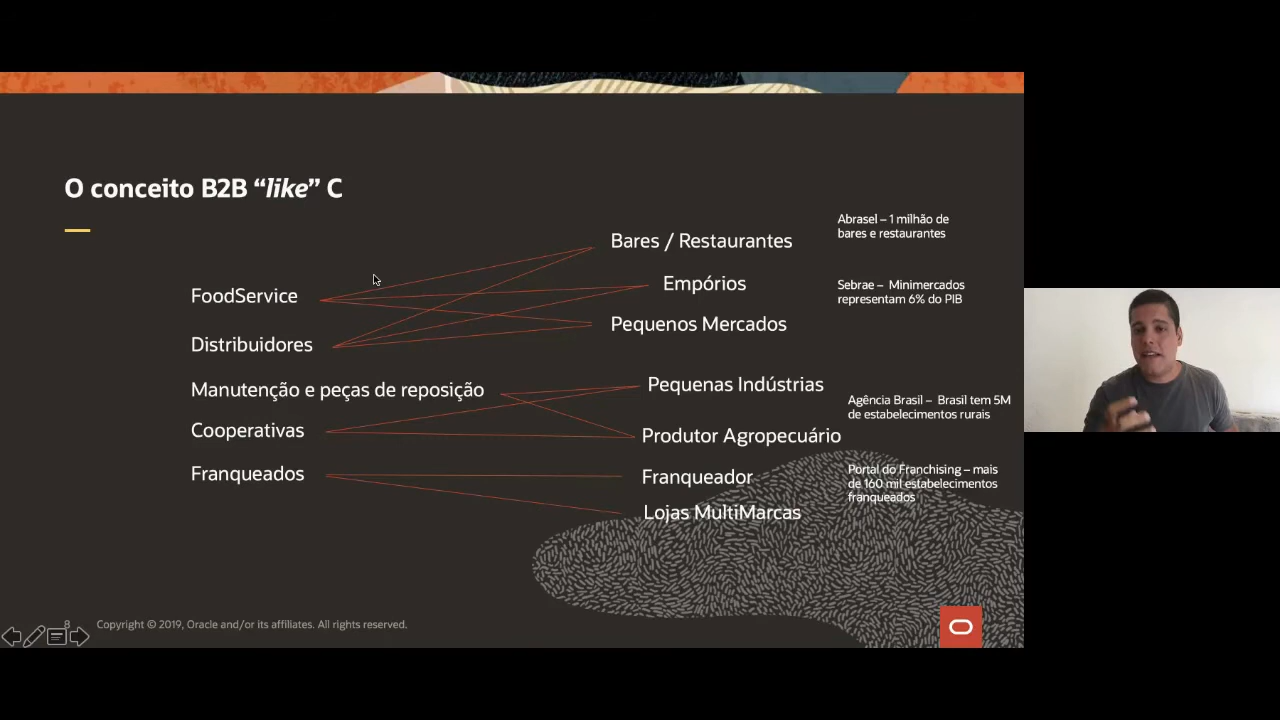 O conceito B2B “like” C
FoodService
Distribuidores
Manutenção e peças de reposição
Cooperativas
Franqueados
Bares / Restaurantes
Empórios
Pequenos Mercados
Pequenas Indústrias
Produtor Agropecuário
Franqueador
Lojas MultiMarcas
Abrasel – 1 milhão de
bares e restaurantes
Sebrae – Minimercados
representam 6% do PIB
Agência Brasil – Brasil tem 5M
de estabelecimentos rurais
Portal do Franchising – mais
de 160 mil estabelecimentos
franqueados
8 Copyright © 2019, Oracle and/or its affiliates. All rights reserved.